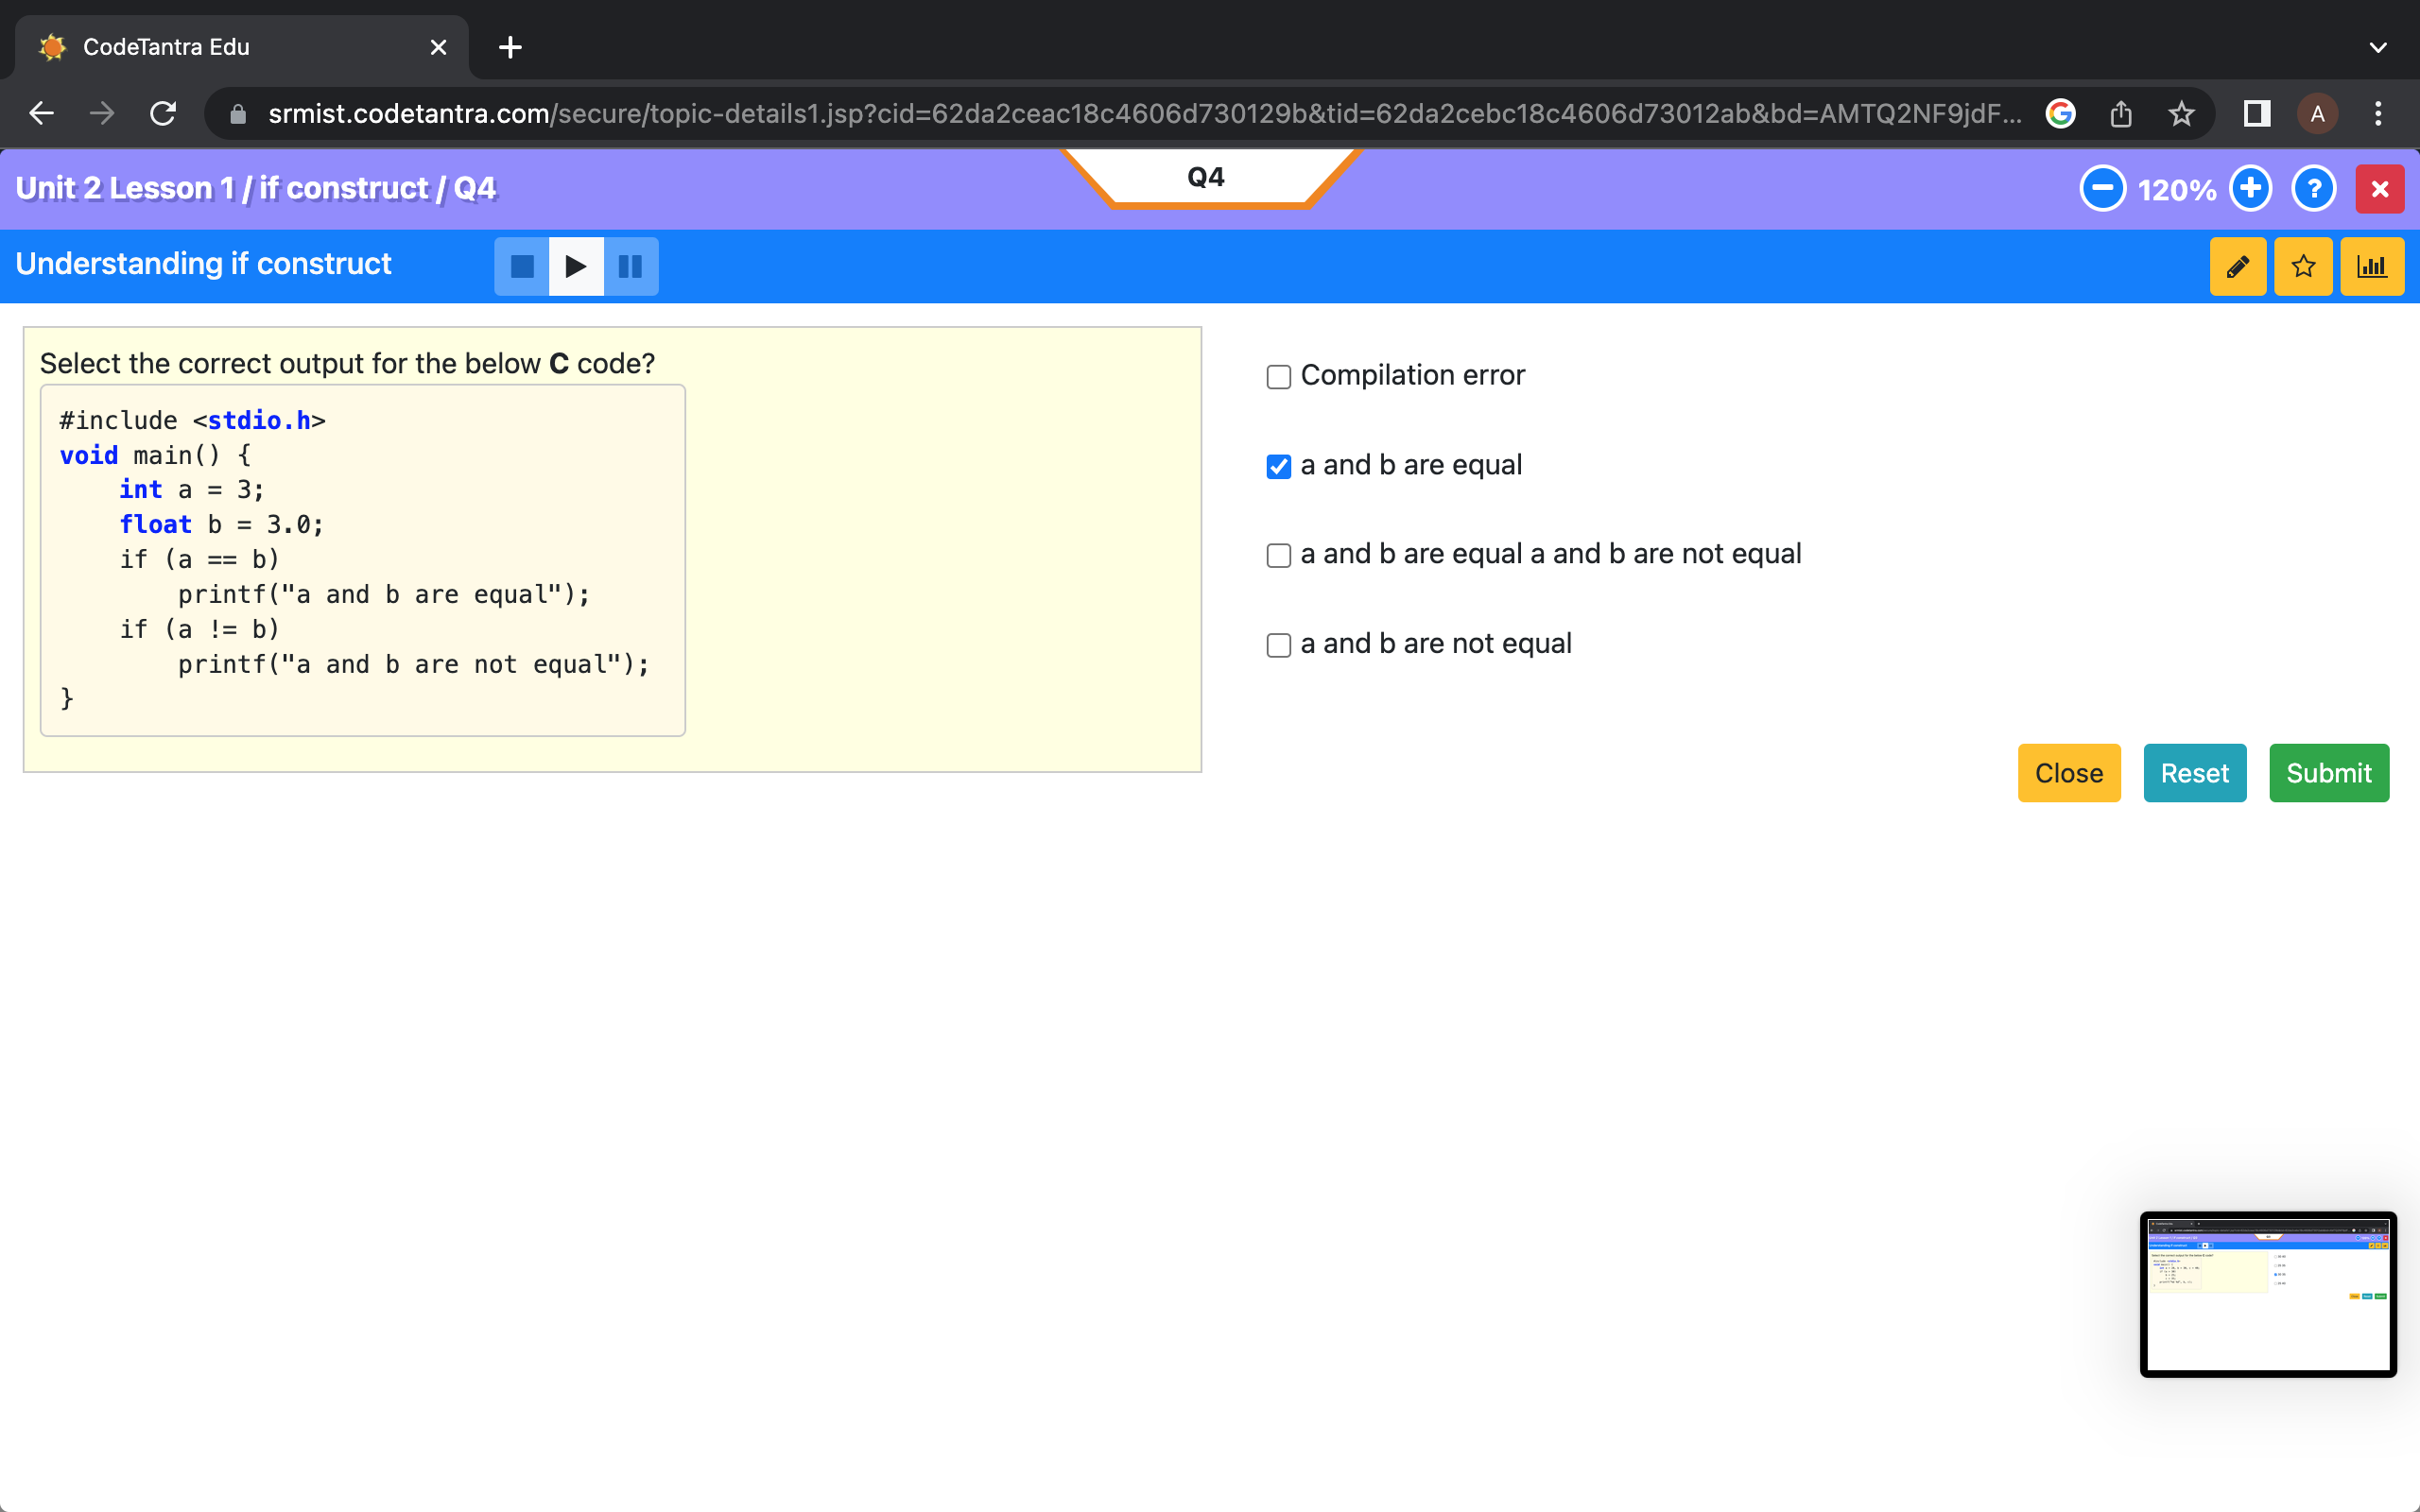 CodeTantra Edu
srmist.codetantra.com/secure/topic-details1.jsp?cid=62da2ceac18c4606d730129b&tid=62da2cebc18c4606d73012ab&bd=AMTQ2NF9jdF...
A
Unit 2 Lesson 1 / if construct / Q4
Q4
120%
?
Understanding if construct
Select the correct output for the below C code?
#include <stdio.h>
void main() {
    int a = 3;
    float b = 3.0;
    if (a == b)
        printf("a and b are equal");
    if (a != b)
        printf("a and b are not equal");
}
Compilation error
a and b are equal
a and b are equal a and b are not equal
a and b are not equal
Close
Reset
Submit